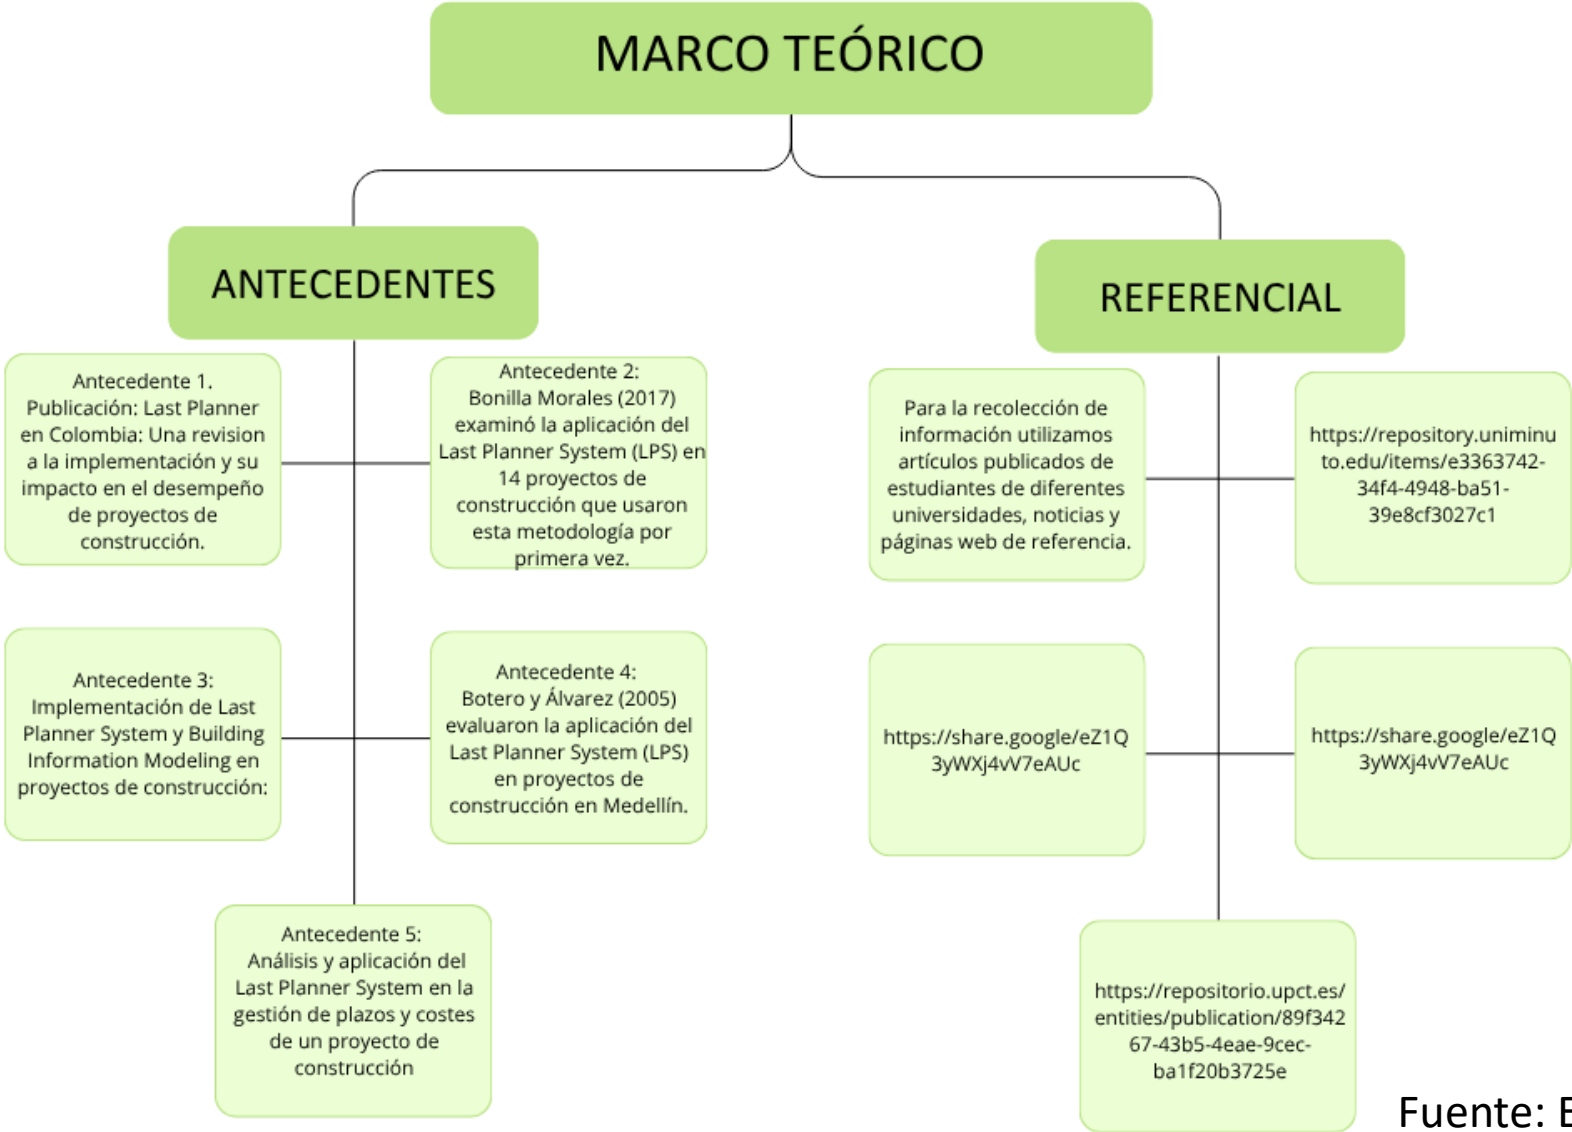 MARCO TEÓRICO
ANTECEDENTES
Antecedente 1.
Publicación: Last Planner
en Colombia: Una revision
a la implementación y su
impacto en el desempeño
de proyectos de
construcción.
Antecedente 2:
Bonilla Morales (2017)
examinó la aplicación del
Last Planner System (LPS) en
14 proyectos de
construcción que usaron
esta metodología por
primera vez.
Antecedente 3:
Implementación de Last
Planner System y Building
Information Modeling en
proyectos de construcción:
Antecedente 4:
Botero y Álvarez (2005)
evaluaron la aplicación del
Last Planner System (LPS)
en proyectos de
construcción en Medellín.
Antecedente 5:
Análisis y aplicación del
Last Planner System en la
gestión de plazos y costes
de un proyecto de
construcción
REFERENCIAL
Para la recolección de
información utilizamos
artículos publicados de
estudiantes de diferentes
universidades, noticias y
páginas web de referencia.
https://repository.uniminu
to.edu/items/e3363742-
34f4-4948-ba51-
39e8cf3027c1
https://share.google/eZ1Q
3yWXj4vV7eAUc
https://share.google/eZ1Q
3yWXj4vV7eAUc
https://repositorio.upct.es/
entities/publication/89f342
67-43b5-4eae-9cec-
ba1f20b3725e
Fuente: